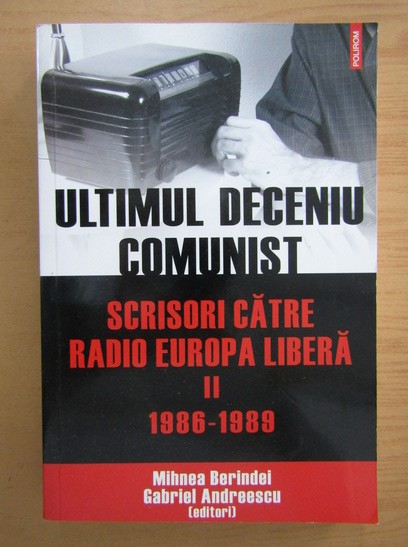 POLIROM
ULTIMUL DECENIU
COMUNIST
SCRISORI CĂTRE
RADIO EUROPA LIBERĂ
II
1986-1989
Mihnea Berindei
Gabriel Andreescu
(editori)